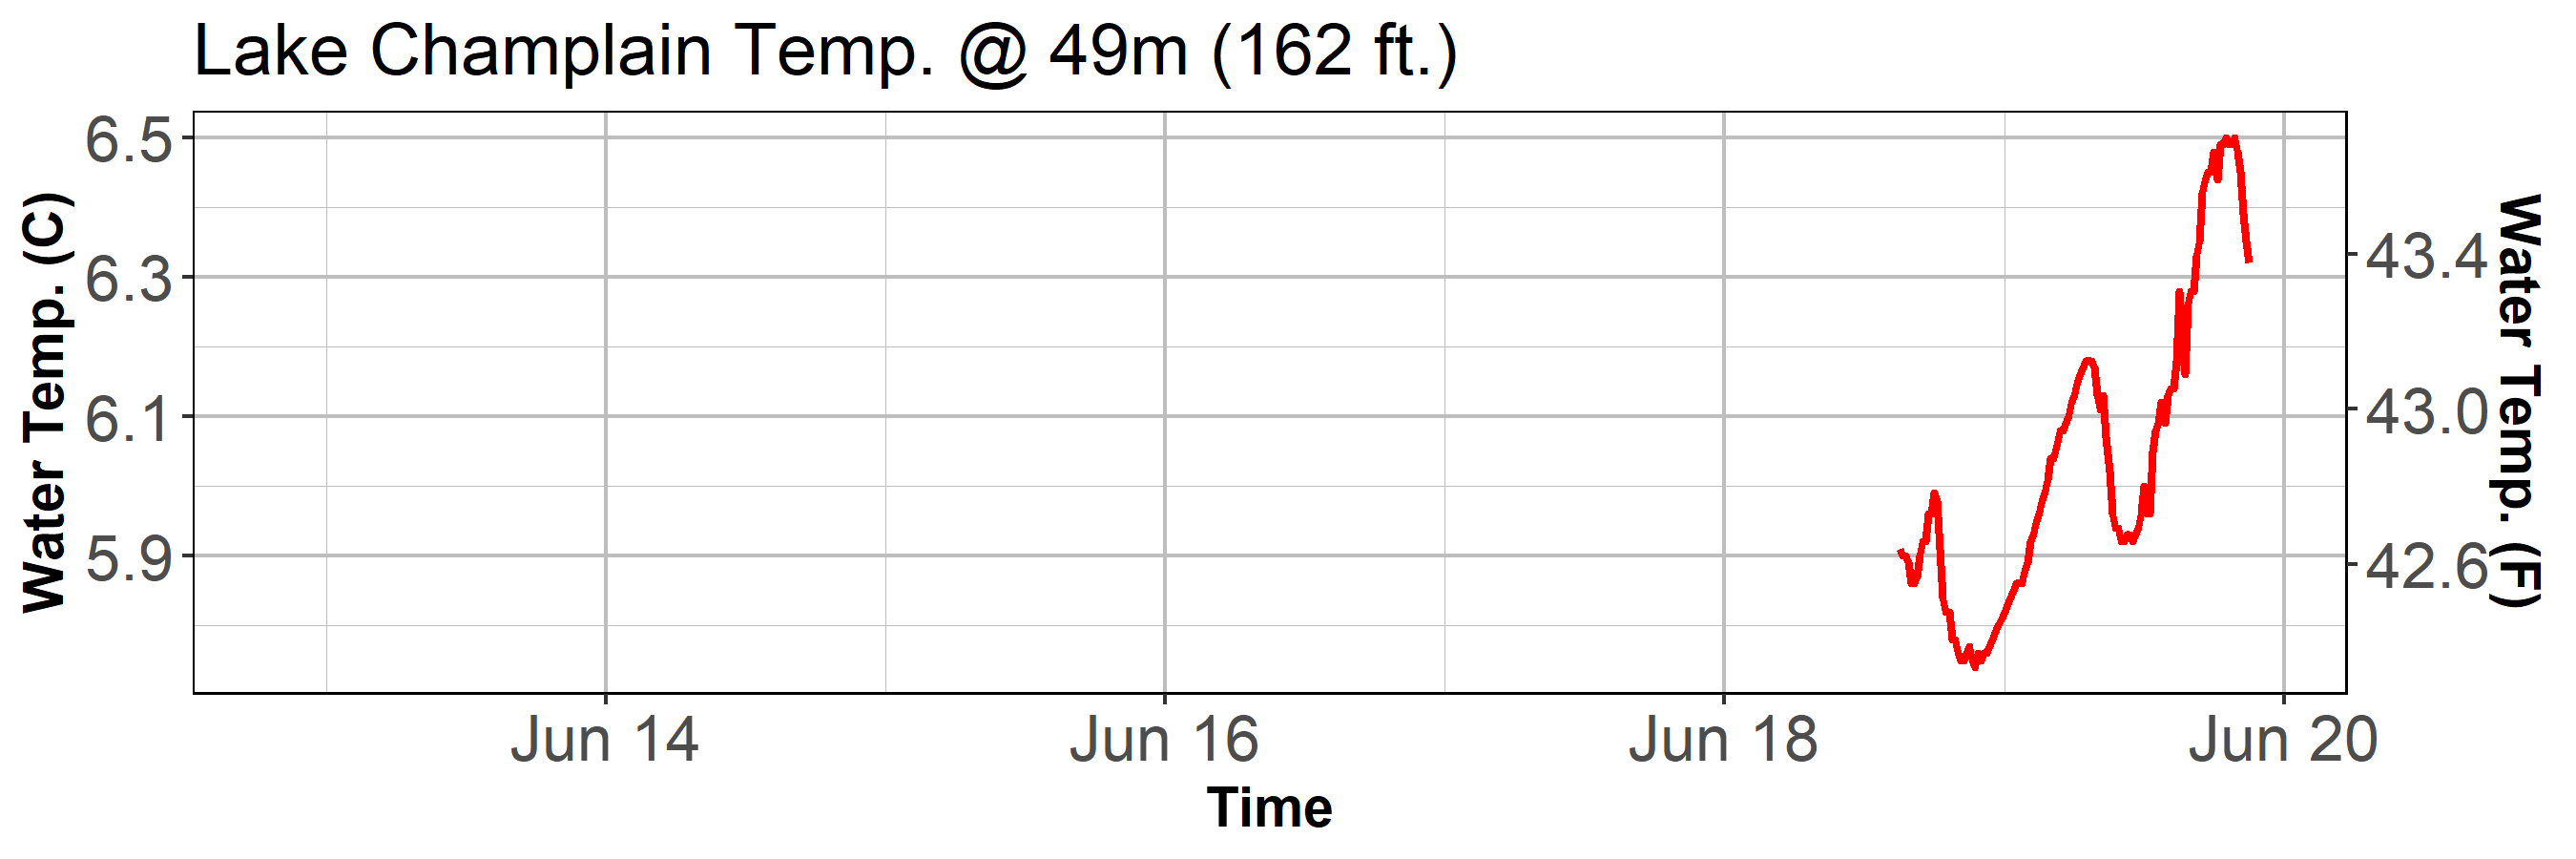 Lake Champlain Temp. @ 49m (162 ft.)
Water Temp. (C)
6.5
6.3
6.1
5.9
43.4
43.0
42.6
Water Temp. (F)
Jun 14 Jun 16 Jun 18 Jun 20
Time